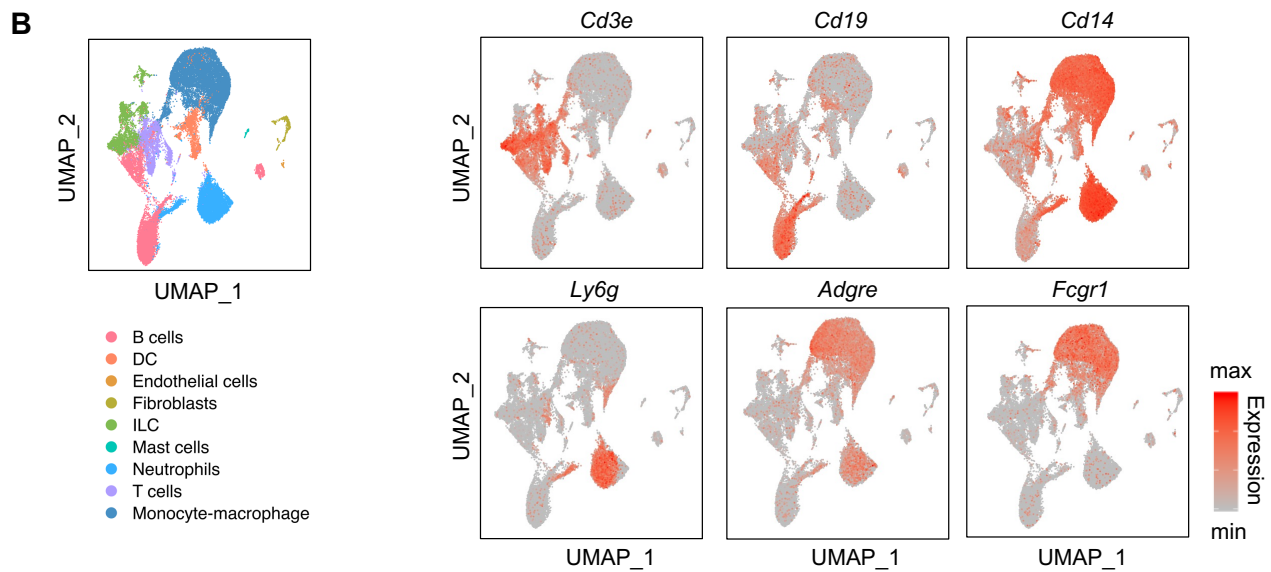 B
UMAP_2
UMAP_1
B cells
DC
Endothelial cells
Fibroblasts
ILC
Mast cells
Neutrophils
T cells
Monocyte-macrophage
Cd3e
Cd19
Cd14
UMAP_2
Ly6g
Adgre
Fcgr1
UMAP_2
UMAP_1
UMAP_1
UMAP_1
max
Expression
min